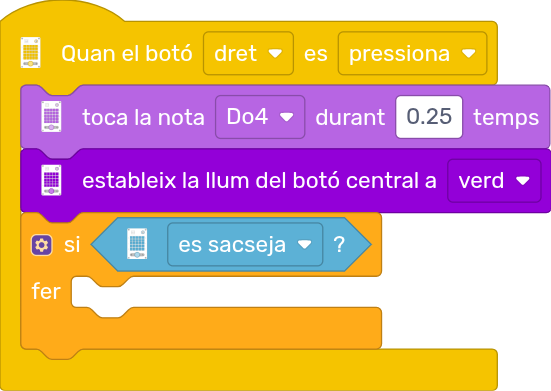 Quan el botó dret es pressiona
toca la nota Do4 durant 0.25 temps
estableix la llum del botó central a verd
si es sacseja ?
fer